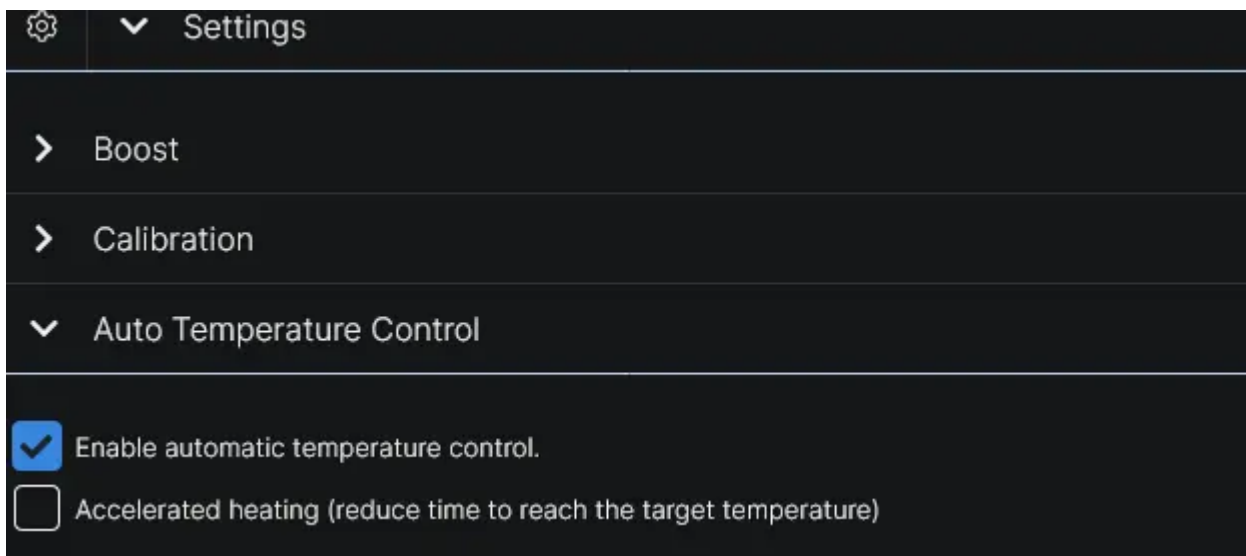 Settings
Boost
Calibration
Auto Temperature Control
Enable automatic temperature control.
Accelerated heating (reduce time to reach the target temperature)